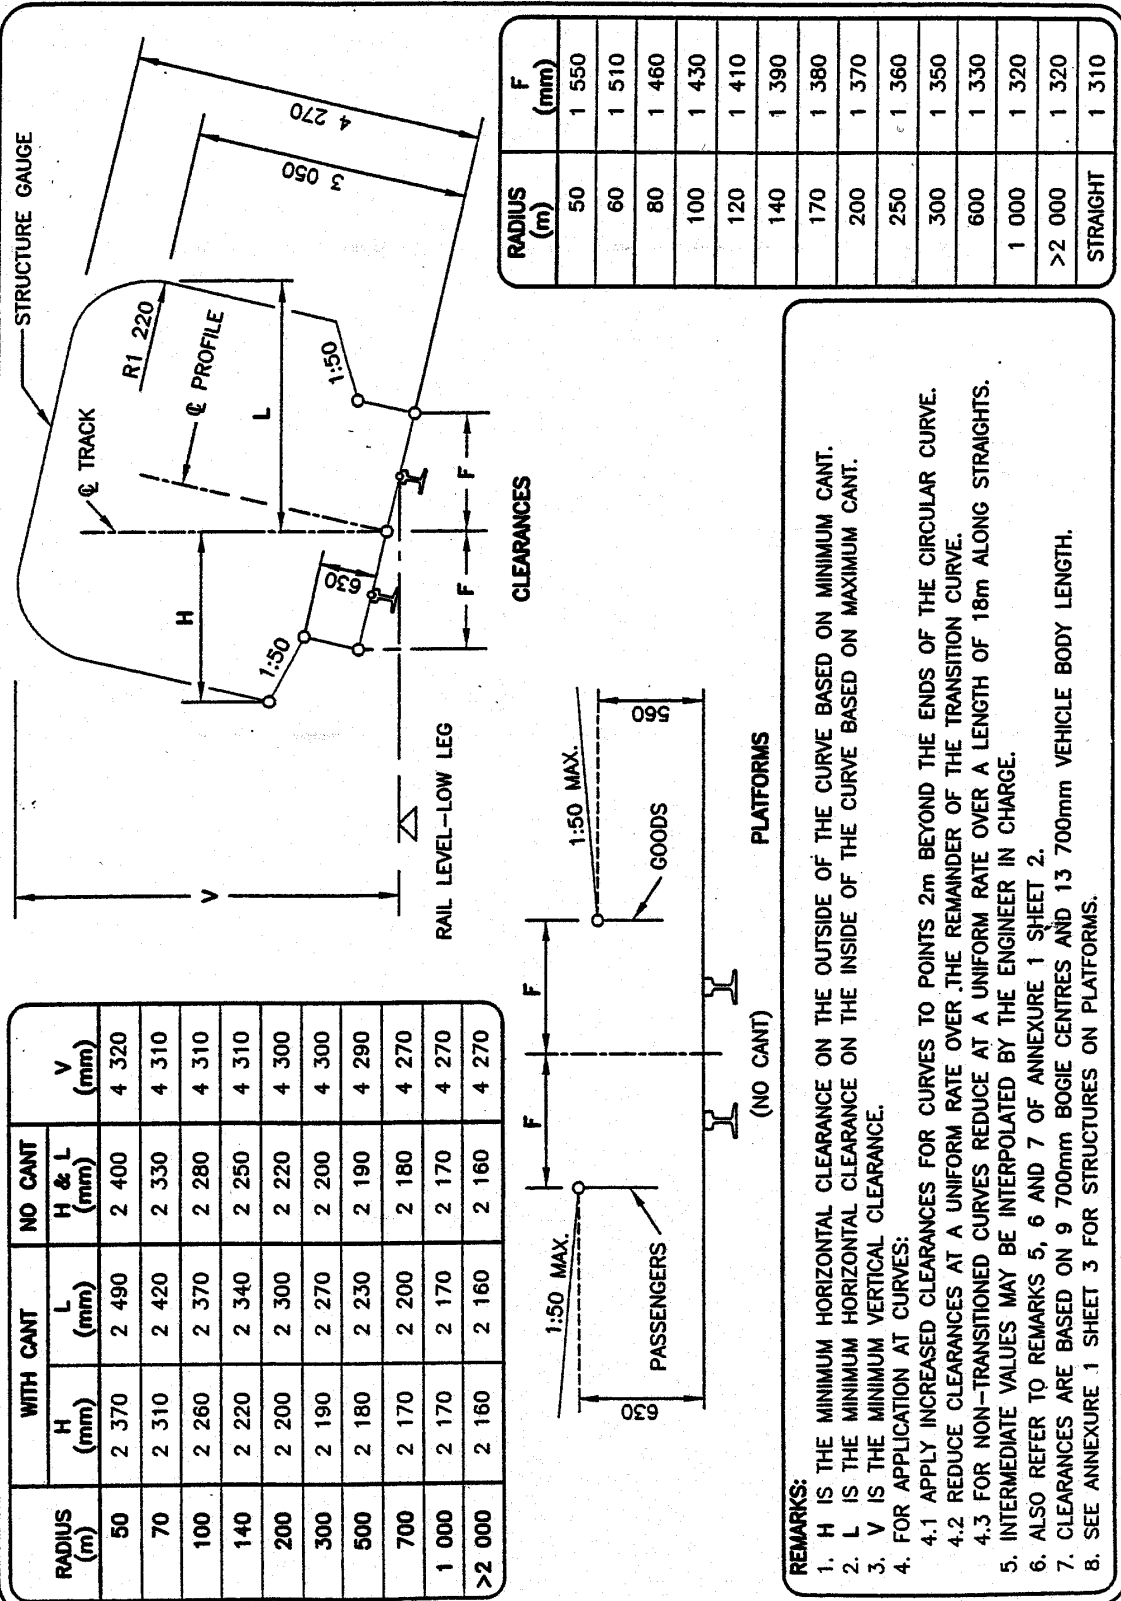 RADIUS (m) | WITH CANT H (mm) | WITH CANT L (mm) | NO CANT H & L (mm) | V (mm)
50 | 2 370 | 2 490 | 2 400 | 4 320
70 | 2 310 | 2 420 | 2 330 | 4 310
100 | 2 260 | 2 370 | 2 280 | 4 310
140 | 2 220 | 2 340 | 2 250 | 4 310
200 | 2 200 | 2 300 | 2 220 | 4 300
300 | 2 190 | 2 270 | 2 200 | 4 300
500 | 2 180 | 2 230 | 2 190 | 4 290
700 | 2 170 | 2 200 | 2 180 | 4 270
1 000 | 2 170 | 2 170 | 2 170 | 4 270
>2 000 | 2 160 | 2 160 | 2 160 | 4 270
STRUCTURE GAUGE
℄ TRACK
℄ PROFILE
R1 220
4 270
3 050
V
H
L
1:50
1:50
630
F
F
RAIL LEVEL-LOW LEG
CLEARANCES
1:50 MAX.
1:50 MAX.
F
F
630
560
PASSENGERS
GOODS
(NO CANT)
PLATFORMS
RADIUS (m) | F (mm)
50 | 1 550
60 | 1 510
80 | 1 460
100 | 1 430
120 | 1 410
140 | 1 390
170 | 1 380
200 | 1 370
250 | 1 360
300 | 1 350
600 | 1 330
1 000 | 1 320
>2 000 | 1 320
STRAIGHT | 1 310
REMARKS:
1. H IS THE MINIMUM HORIZONTAL CLEARANCE ON THE OUTSIDE OF THE CURVE BASED ON MINIMUM CANT.
2. L IS THE MINIMUM HORIZONTAL CLEARANCE ON THE INSIDE OF THE CURVE BASED ON MAXIMUM CANT.
3. V IS THE MINIMUM VERTICAL CLEARANCE.
4. FOR APPLICATION AT CURVES:
4.1 APPLY INCREASED CLEARANCES FOR CURVES TO POINTS 2m BEYOND THE ENDS OF THE CIRCULAR CURVE.
4.2 REDUCE CLEARANCES AT A UNIFORM RATE OVER THE REMAINDER OF THE TRANSITION CURVE.
4.3 FOR NON-TRANSITIONED CURVES REDUCE AT A UNIFORM RATE OVER A LENGTH OF 18m ALONG STRAIGHTS.
5. INTERMEDIATE VALUES MAY BE INTERPOLATED BY THE ENGINEER IN CHARGE.
6. ALSO REFER TO REMARKS 5, 6 AND 7 OF ANNEXURE 1 SHEET 2.
7. CLEARANCES ARE BASED ON 9 700mm BOGIE CENTRES AND 13 700mm VEHICLE BODY LENGTH.
8. SEE ANNEXURE 1 SHEET 3 FOR STRUCTURES ON PLATFORMS.